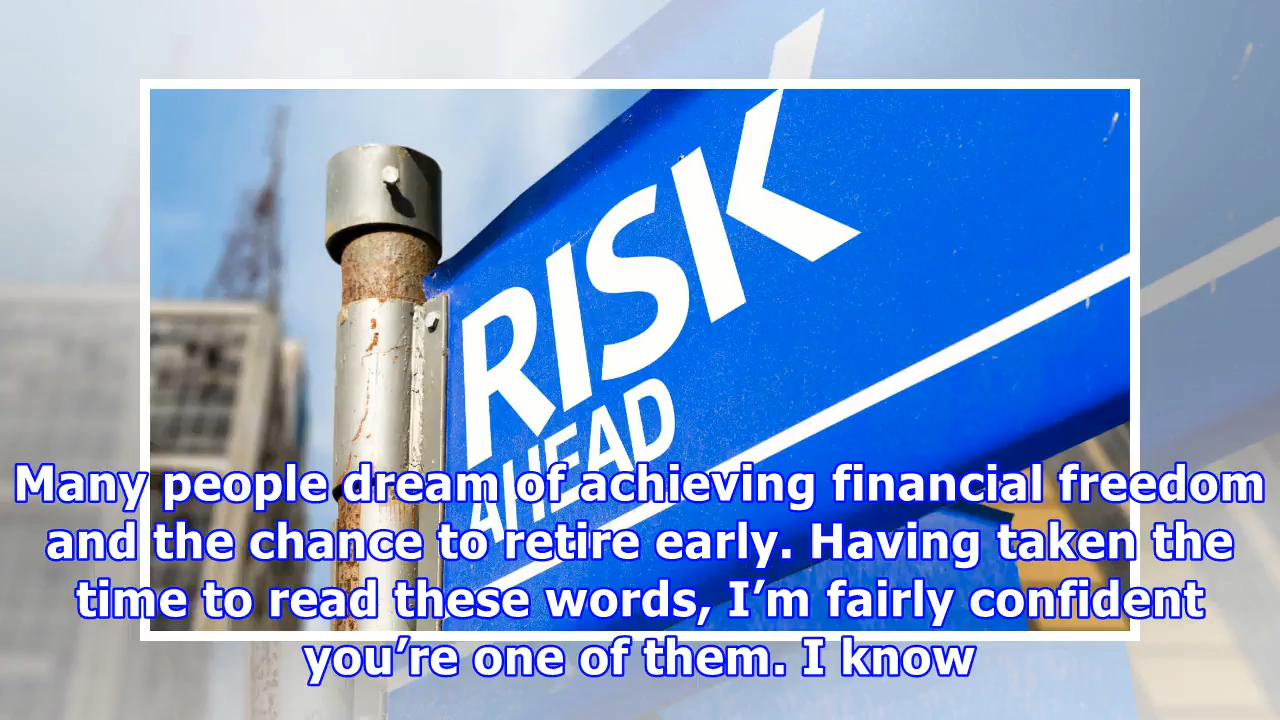 RISK
AHEAD
Many people dream of achieving financial freedom
and the chance to retire early. Having taken the
time to read these words, I’m fairly confident
you’re one of them. I know